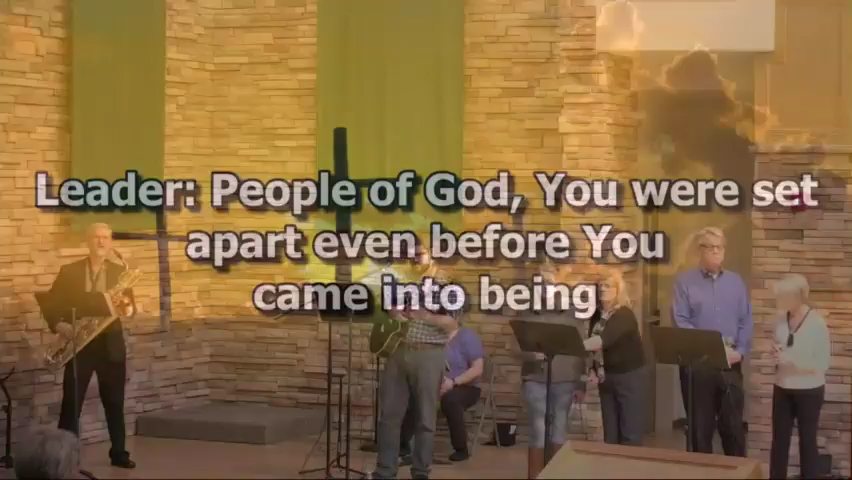 Leader: People of God, You were set
apart even before You
came into being